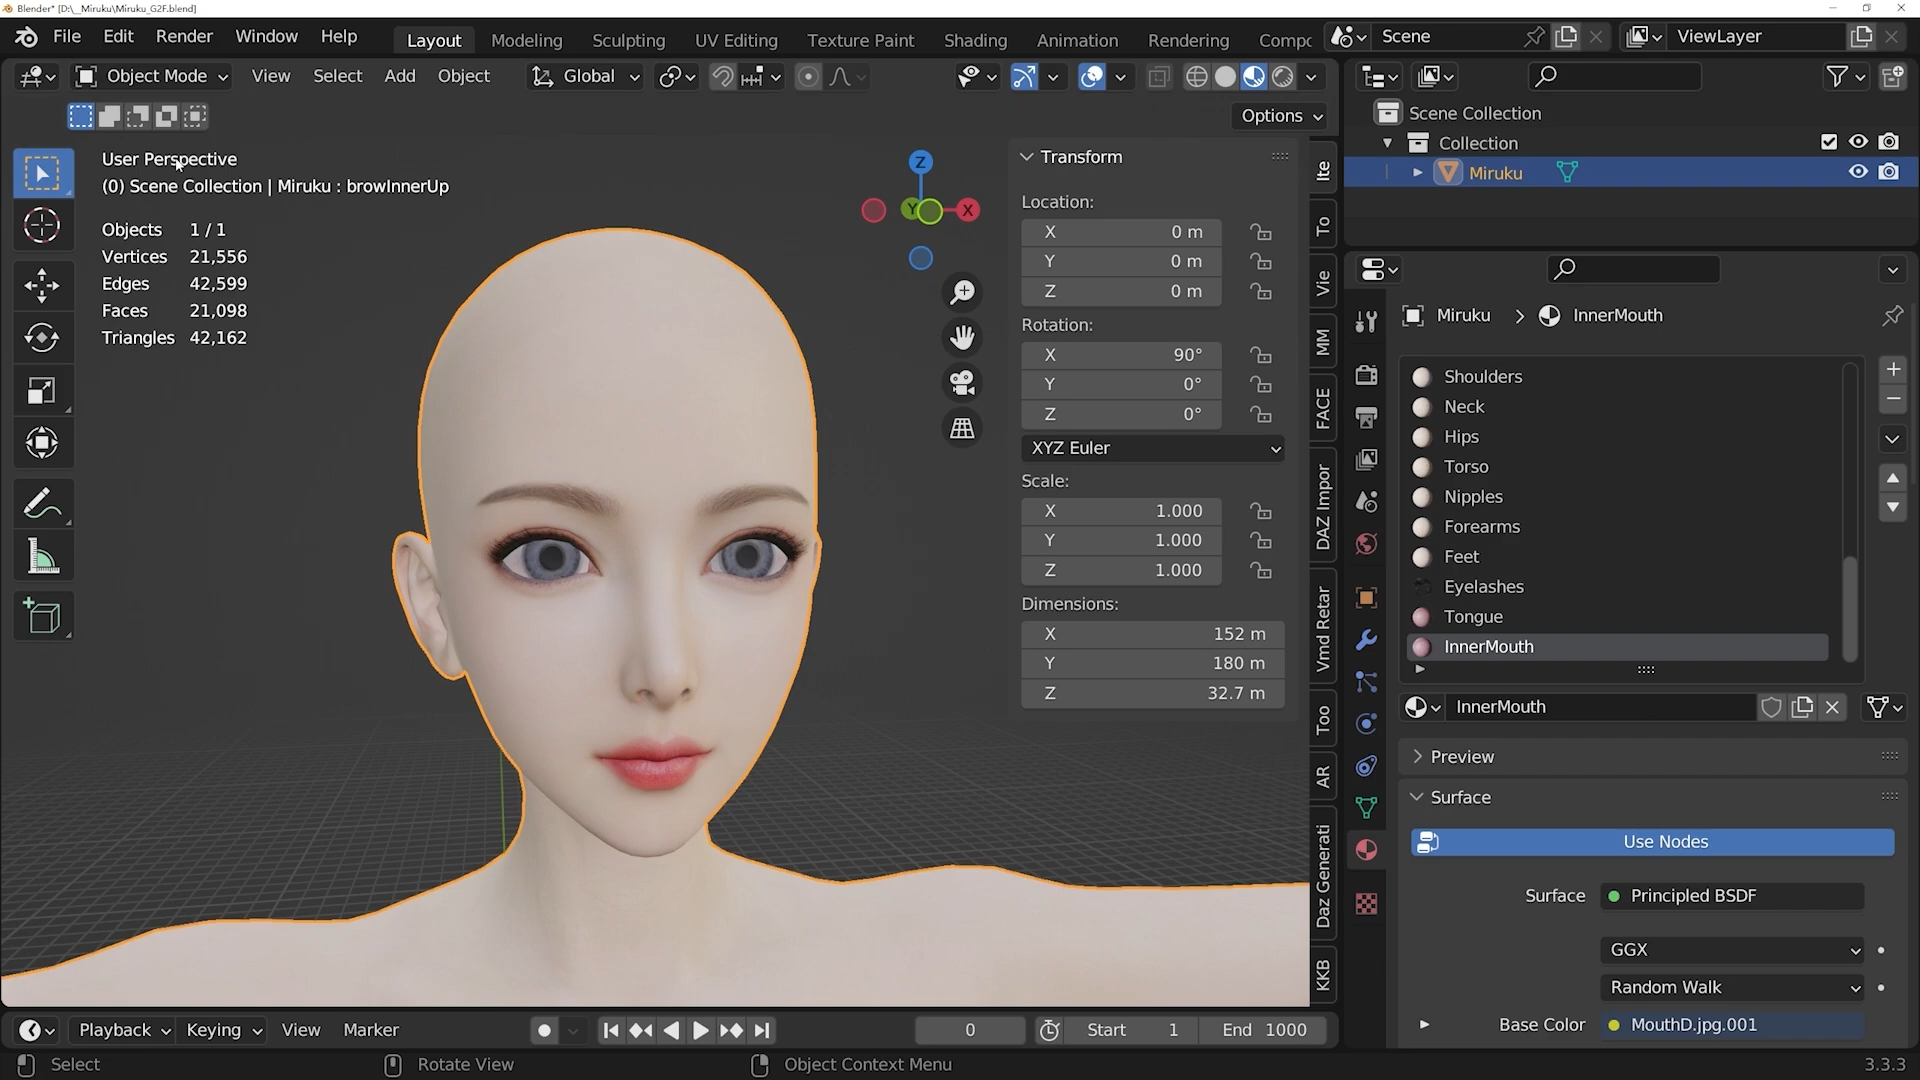 Blender* [D:\__Miruku\Miruku_G2F.blend]
File Edit Render Window Help
Layout Modeling Sculpting UV Editing Texture Paint Shading Animation Rendering Compc
Scene
ViewLayer
Object Mode View Select Add Object
Global
Options
User Perspective
(0) Scene Collection | Miruku : browInnerUp
Objects 1 / 1
Vertices 21,556
Edges 42,599
Faces 21,098
Triangles 42,162
Z
Y
X
Transform
Location:
X 0 m
Y 0 m
Z 0 m
Rotation:
X 90°
Y 0°
Z 0°
XYZ Euler
Scale:
X 1.000
Y 1.000
Z 1.000
Dimensions:
X 152 m
Y 180 m
Z 32.7 m
Ite
To
Vie
MM
FACE
DAZ Impor
Vmd Retar
Too
AR
Daz Generati
KKB
Scene Collection
Collection
Miruku
Miruku > InnerMouth
Shoulders
Neck
Hips
Torso
Nipples
Forearms
Feet
Eyelashes
Tongue
InnerMouth
InnerMouth
Preview
Surface
Use Nodes
Surface Principled BSDF
GGX
Random Walk
Base Color MouthD.jpg.001
Playback Keying View Marker
0
Start 1
End 1000
Select
Rotate View
Object Context Menu
3.3.3